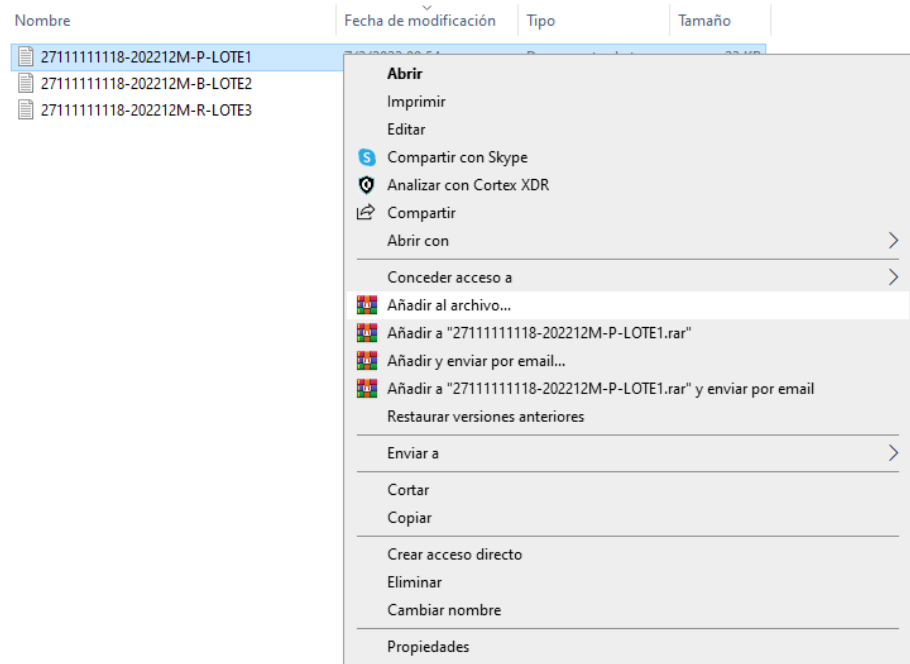 Nombre Fecha de modificación Tipo Tamaño
27111111118-202212M-P-LOTE1
27111111118-202212M-B-LOTE2
27111111118-202212M-R-LOTE3
Abrir
Imprimir
Editar
Compartir con Skype
Analizar con Cortex XDR
Compartir
Abrir con
Conceder acceso a
Añadir al archivo...
Añadir a "27111111118-202212M-P-LOTE1.rar"
Añadir y enviar por email...
Añadir a "27111111118-202212M-P-LOTE1.rar" y enviar por email
Restaurar versiones anteriores
Enviar a
Cortar
Copiar
Crear acceso directo
Eliminar
Cambiar nombre
Propiedades